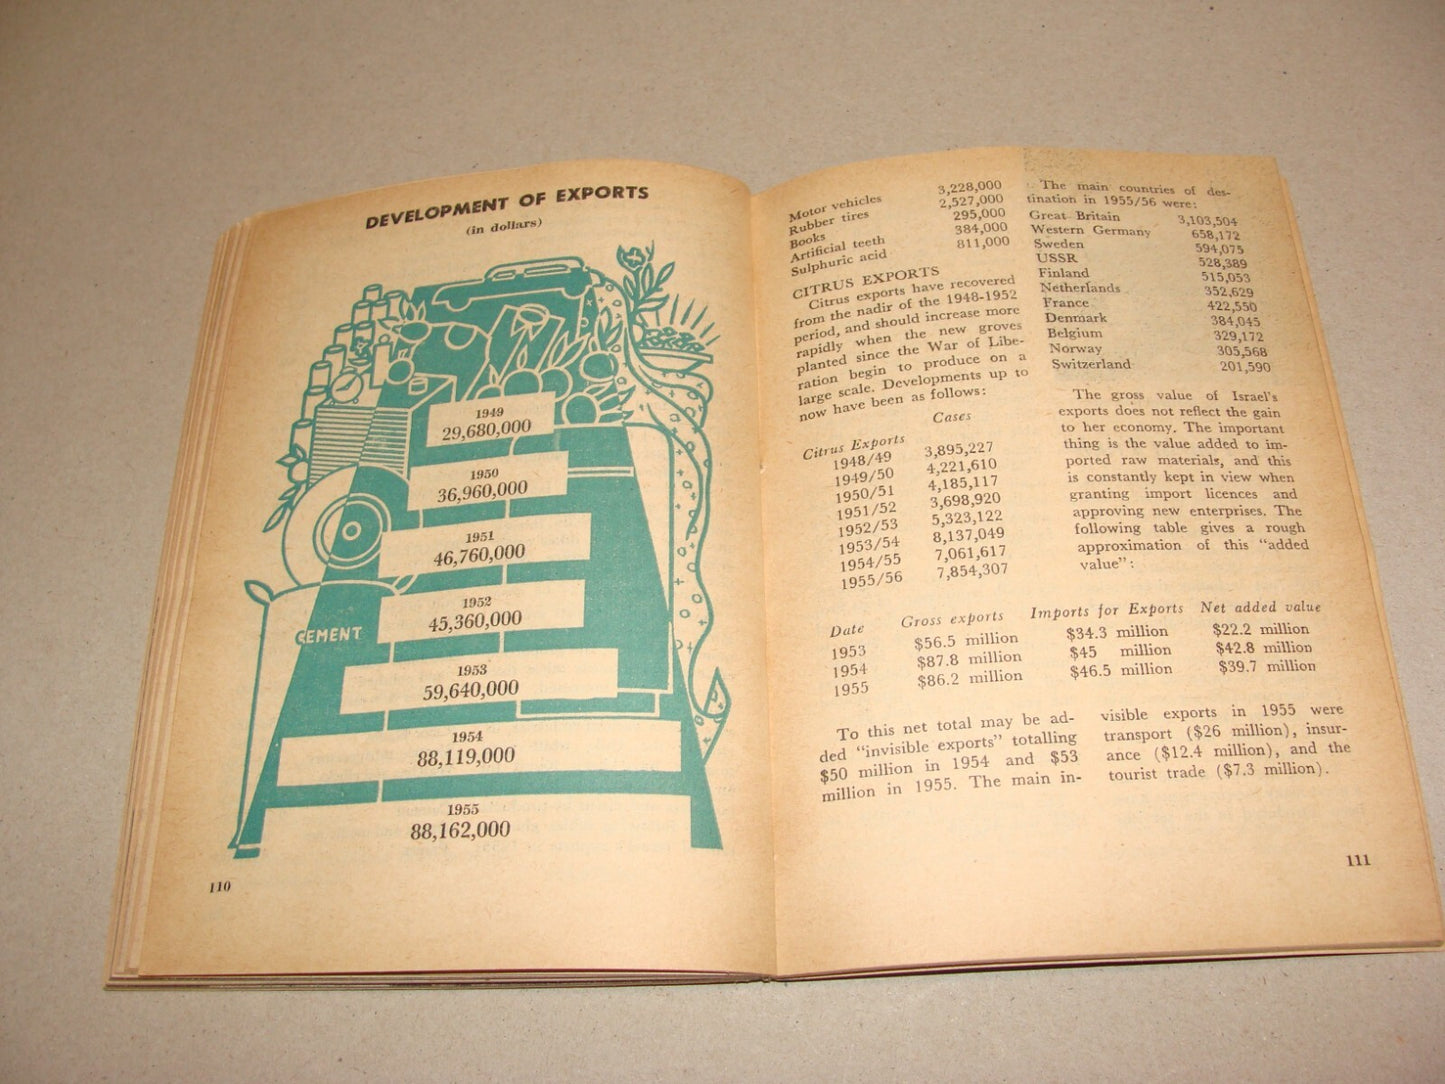 DEVELOPMENT OF EXPORTS
(in dollars)
1949
29,680,000
1950
36,960,000
1951
46,760,000
1952
45,360,000
CEMENT
1953
59,640,000
1954
88,119,000
1955
88,162,000
110
Motor vehicles 3,228,000
Rubber tires 2,527,000
Books 295,000
Artificial teeth 384,000
Sulphuric acid 811,000
CITRUS EXPORTS
Citrus exports have recovered
from the nadir of the 1948-1952
period, and should increase more
rapidly when the new groves
planted since the War of Libe-
ration begin to produce on a
large scale. Developments up to
now have been as follows:
Cases
Citrus Exports
1948/49 3,895,227
1949/50 4,221,610
1950/51 4,185,117
1951/52 3,698,920
1952/53 5,323,122
1953/54 8,137,049
1954/55 7,061,617
1955/56 7,854,307
The main countries of des-
tination in 1955/56 were:
Great Britain 3,103,504
Western Germany 658,172
Sweden 594,075
USSR 528,389
Finland 515,053
Netherlands 352,629
France 422,550
Denmark 384,045
Belgium 329,172
Norway 305,568
Switzerland 201,590
The gross value of Israel's
exports does not reflect the gain
to her economy. The important
thing is the value added to im-
ported raw materials, and this
is constantly kept in view when
granting import licences and
approving new enterprises. The
following table gives a rough
approximation of this "added
value":
Date Gross exports Imports for Exports Net added value
1953 $56.5 million $34.3 million $22.2 million
1954 $87.8 million $45 million $42.8 million
1955 $86.2 million $46.5 million $39.7 million
To this net total may be ad-
ded "invisible exports" totalling
$50 million in 1954 and $53
million in 1955. The main in-
visible exports in 1955 were
transport ($26 million), insur-
ance ($12.4 million), and the
tourist trade ($7.3 million).
111